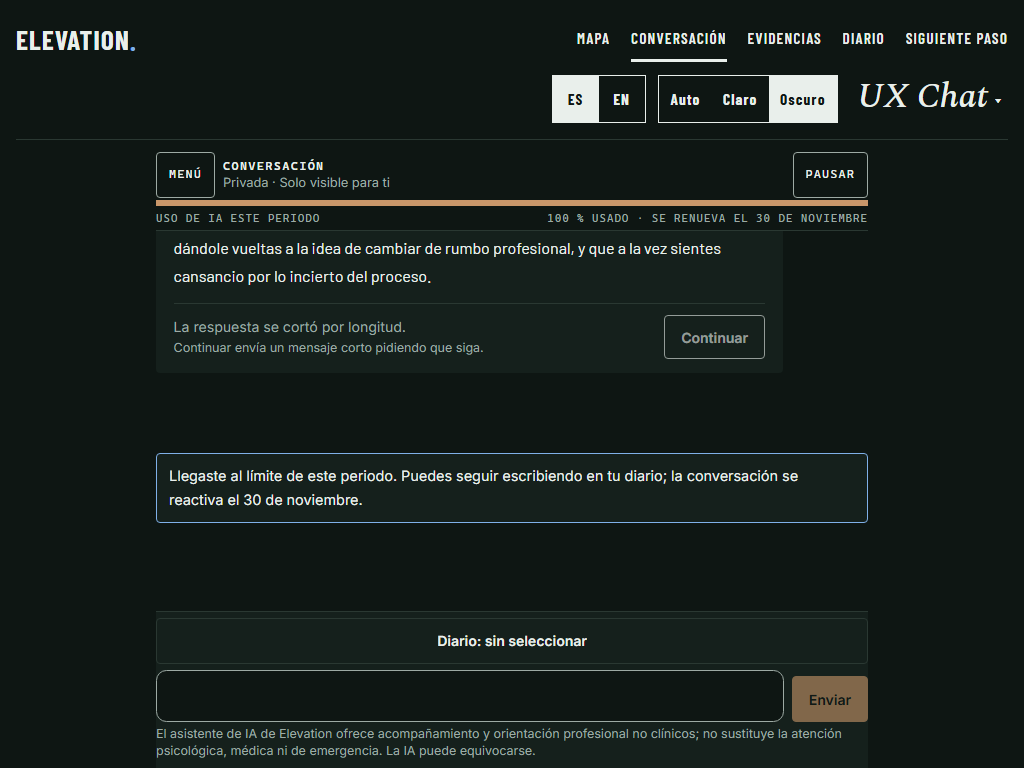 ELEVATION.
MAPA CONVERSACIÓN EVIDENCIAS DIARIO SIGUIENTE PASO
ES EN Auto Claro Oscuro UX Chat
MENÚ
CONVERSACIÓN
Privada · Solo visible para ti
PAUSAR
USO DE IA ESTE PERIODO 100 % USADO · SE RENUEVA EL 30 DE NOVIEMBRE
dándole vueltas a la idea de cambiar de rumbo profesional, y que a la vez sientes
cansancio por lo incierto del proceso.
La respuesta se cortó por longitud.
Continuar envía un mensaje corto pidiendo que siga.
Continuar
Llegaste al límite de este periodo. Puedes seguir escribiendo en tu diario; la conversación se
reactiva el 30 de noviembre.
Diario: sin seleccionar
Enviar
El asistente de IA de Elevation ofrece acompañamiento y orientación profesional no clínicos; no sustituye la atención
psicológica, médica ni de emergencia. La IA puede equivocarse.